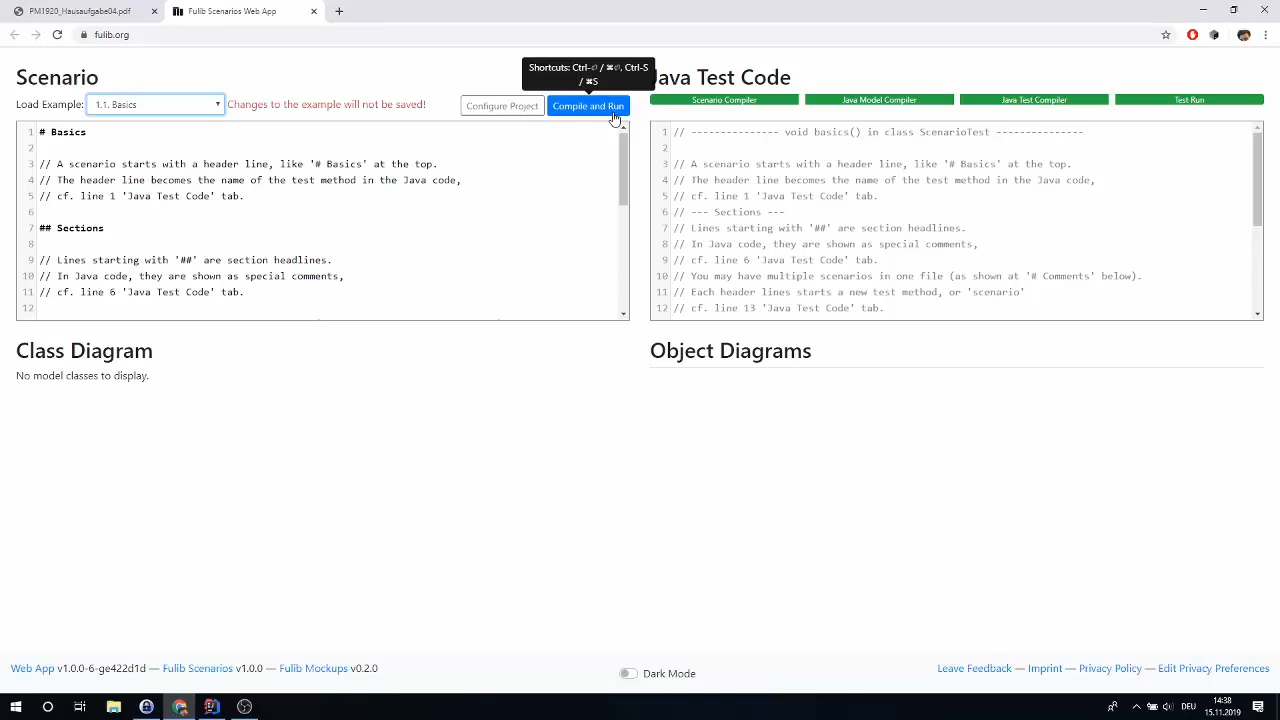 PM1920_Hausaufgabe04.pdf
Fulib Scenarios Web App
fulib.org
Scenario
Load Example:
1.1. Basics
Changes to the example will not be saved!
Shortcuts: Ctrl-⏎ / ⌘⏎, Ctrl-S
/ ⌘S
Configure Project
Compile and Run
1 # Basics
2
3 // A scenario starts with a header line, like '# Basics' at the top.
4 // The header line becomes the name of the test method in the Java code,
5 // cf. line 1 'Java Test Code' tab.
6
7 ## Sections
8
9 // Lines starting with '##' are section headlines.
10 // In Java code, they are shown as special comments,
11 // cf. line 6 'Java Test Code' tab.
12
Java Test Code
Scenario Compiler
Java Model Compiler
Java Test Compiler
Test Run
1 // --------------- void basics() in class ScenarioTest ---------------
2
3 // A scenario starts with a header line, like '# Basics' at the top.
4 // The header line becomes the name of the test method in the Java code,
5 // cf. line 1 'Java Test Code' tab.
6 // --- Sections ---
7 // Lines starting with '##' are section headlines.
8 // In Java code, they are shown as special comments,
9 // cf. line 6 'Java Test Code' tab.
10 // You may have multiple scenarios in one file (as shown at '# Comments' below).
11 // Each header lines starts a new test method, or 'scenario'
12 // cf. line 13 'Java Test Code' tab.
Class Diagram
No model classes to display.
Object Diagrams
Web App v1.0.0-6-ge422d1d — Fulib Scenarios v1.0.0 — Fulib Mockups v0.2.0
Dark Mode
Leave Feedback — Imprint — Privacy Policy — Edit Privacy Preferences
DEU
14:38
15.11.2019